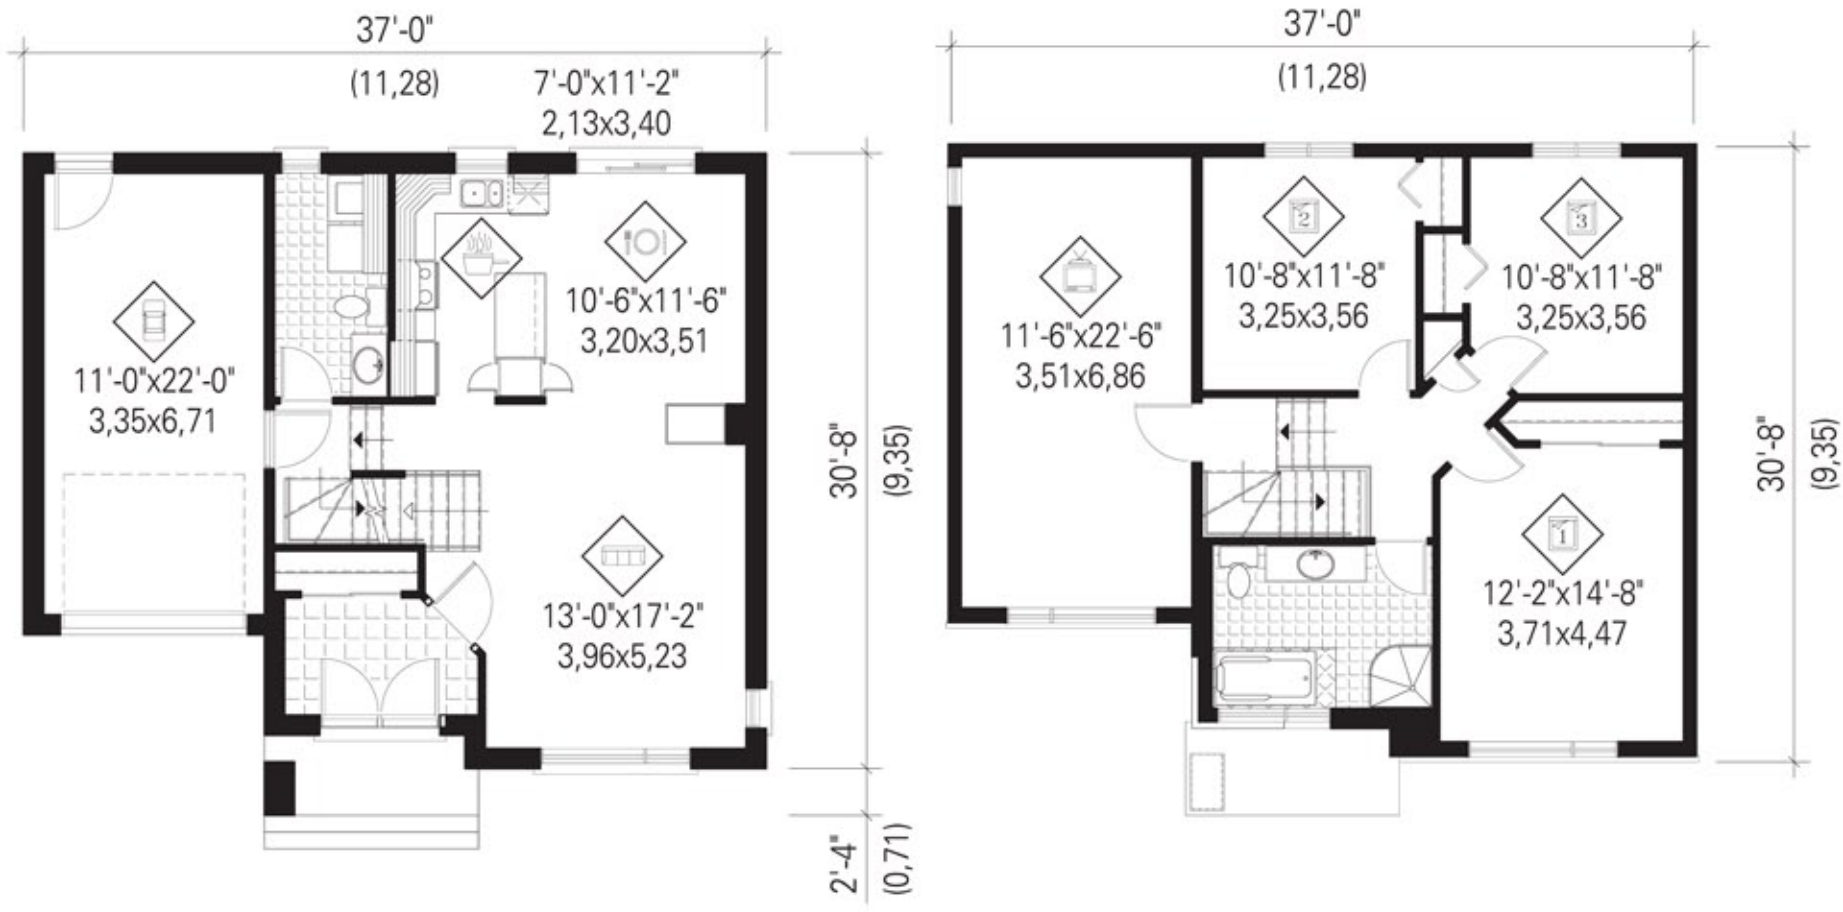 37'-0"
(11,28)
7'-0"x11'-2"
2,13x3,40
10'-6"x11'-6"
3,20x3,51
11'-0"x22'-0"
3,35x6,71
13'-0"x17'-2"
3,96x5,23
30'-8"
(9,35)
2'-4"
(0,71)
37'-0"
(11,28)
2
10'-8"x11'-8"
3,25x3,56
3
10'-8"x11'-8"
3,25x3,56
11'-6"x22'-6"
3,51x6,86
1
12'-2"x14'-8"
3,71x4,47
30'-8"
(9,35)